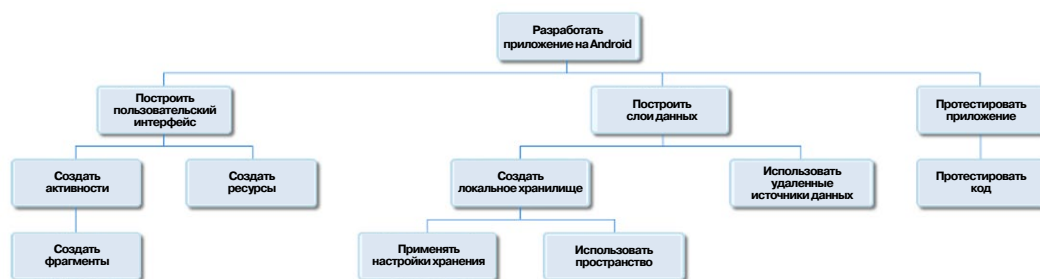 Разработать
приложение на Android
Построить
пользовательский
интерфейс
Построить
слои данных
Протестировать
приложение
Создать
активности
Создать
ресурсы
Создать
локальное хранилище
Использовать
удаленные
источники данных
Протестировать
код
Создать
фрагменты
Применять
настройки хранения
Использовать
пространство